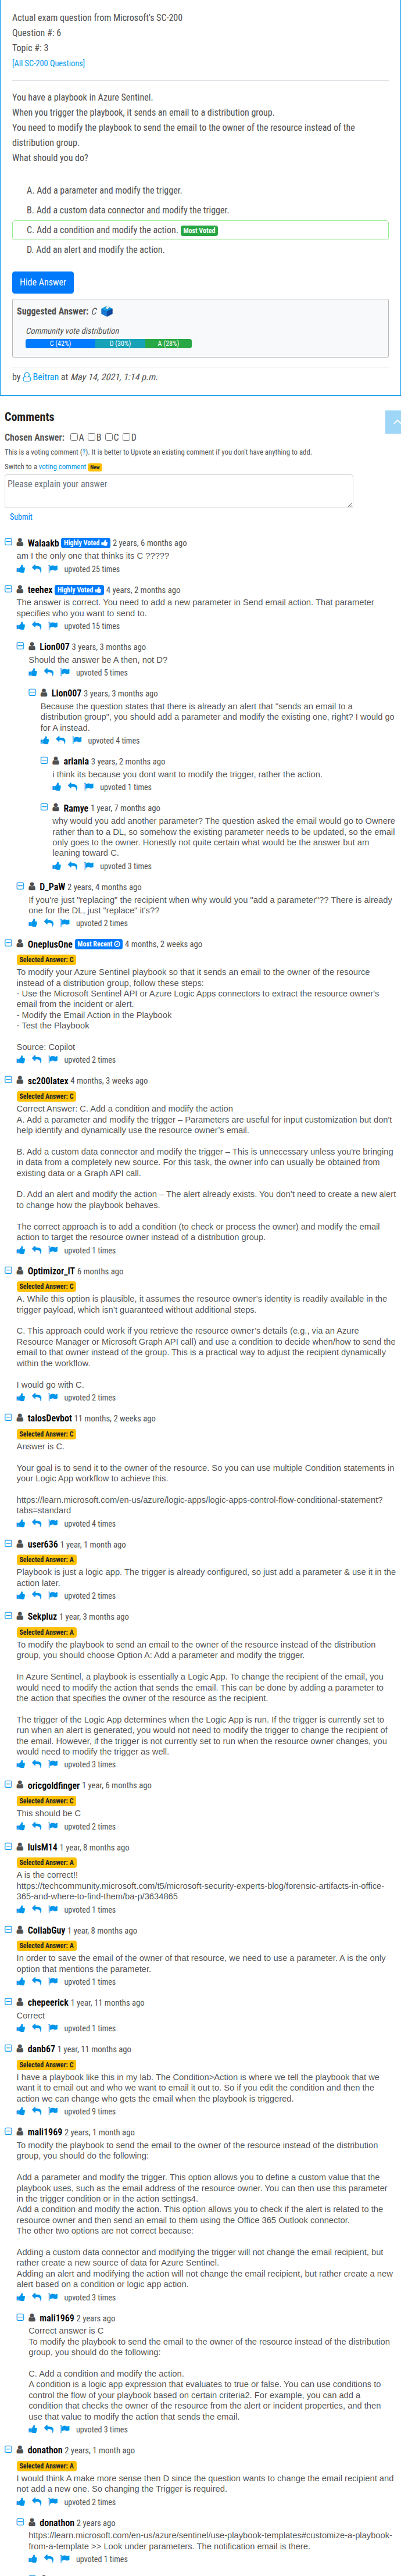 Actual exam question from Microsoft's SC-200
Question #: 6
Topic #: 3
[All SC-200 Questions]
You have a playbook in Azure Sentinel.
When you trigger the playbook, it sends an email to a distribution group.
You need to modify the playbook to send the email to the owner of the resource instead of the
distribution group.
What should you do?
A. Add a parameter and modify the trigger.
B. Add a custom data connector and modify the trigger.
C. Add a condition and modify the action. Most Voted
D. Add an alert and modify the action.
Hide Answer
Suggested Answer: C
Community vote distribution
C (42%) D (30%) A (28%)
by Beitran at May 14, 2021, 1:14 p.m.
Comments
Chosen Answer: A B C D
This is a voting comment (?). It is better to Upvote an existing comment if you don't have anything to add.
Switch to a voting comment New
Please explain your answer
Submit
Walaakb Highly Voted 2 years, 6 months ago
am I the only one that thinks its C ?????
upvoted 25 times
teehex Highly Voted 4 years, 2 months ago
The answer is correct. You need to add a new parameter in Send email action. That parameter
specifies who you want to send to.
upvoted 15 times
Lion007 3 years, 3 months ago
Should the answer be A then, not D?
upvoted 5 times
Lion007 3 years, 3 months ago
Because the question states that there is already an alert that "sends an email to a
distribution group", you should add a parameter and modify the existing one, right? I would go
for A instead.
upvoted 4 times
ariania 3 years, 2 months ago
i think its because you dont want to modify the trigger, rather the action.
upvoted 1 times
Ramye 1 year, 7 months ago
why would you add another parameter? The question asked the email would go to Ownere
rather than to a DL, so somehow the existing parameter needs to be updated, so the email
only goes to the owner. Honestly not quite certain what would be the answer but am
leaning toward C.
upvoted 3 times
D_PaW 2 years, 4 months ago
If you're just "replacing" the recipient when why would you "add a parameter"?? There is already
one for the DL, just "replace" it's??
upvoted 2 times
OneplusOne Most Recent 4 months, 2 weeks ago
Selected Answer: C
To modify your Azure Sentinel playbook so that it sends an email to the owner of the resource
instead of a distribution group, follow these steps:
- Use the Microsoft Sentinel API or Azure Logic Apps connectors to extract the resource owner's
email from the incident or alert.
- Modify the Email Action in the Playbook
- Test the Playbook
Source: Copilot
upvoted 2 times
sc200latex 4 months, 3 weeks ago
Selected Answer: C
Correct Answer: C. Add a condition and modify the action
A. Add a parameter and modify the trigger – Parameters are useful for input customization but don't
help identify and dynamically use the resource owner's email.
B. Add a custom data connector and modify the trigger – This is unnecessary unless you're bringing
in data from a completely new source. For this task, the owner info can usually be obtained from
existing data or a Graph API call.
D. Add an alert and modify the action – The alert already exists. You don't need to create a new alert
to change how the playbook behaves.
The correct approach is to add a condition (to check or process the owner) and modify the email
action to target the resource owner instead of a distribution group.
upvoted 1 times
Optimizor_IT 6 months ago
Selected Answer: C
A. While this option is plausible, it assumes the resource owner's identity is readily available in the
trigger payload, which isn't guaranteed without additional steps.
C. This approach could work if you retrieve the resource owner's details (e.g., via an Azure
Resource Manager or Microsoft Graph API call) and use a condition to decide when/how to send the
email to that owner instead of the group. This is a practical way to adjust the recipient dynamically
within the workflow.
I would go with C.
upvoted 2 times
talosDevbot 11 months, 2 weeks ago
Selected Answer: C
Answer is C.
Your goal is to send it to the owner of the resource. So you can use multiple Condition statements in
your Logic App workflow to achieve this.
https://learn.microsoft.com/en-us/azure/logic-apps/logic-apps-control-flow-conditional-statement?
tabs=standard
upvoted 4 times
user636 1 year, 1 month ago
Selected Answer: A
Playbook is just a logic app. The trigger is already configured, so just add a parameter & use it in the
action later.
upvoted 2 times
Sekpluz 1 year, 3 months ago
Selected Answer: A
To modify the playbook to send an email to the owner of the resource instead of the distribution
group, you should choose Option A: Add a parameter and modify the trigger.
In Azure Sentinel, a playbook is essentially a Logic App. To change the recipient of the email, you
would need to modify the action that sends the email. This can be done by adding a parameter to
the action that specifies the owner of the resource as the recipient.
The trigger of the Logic App determines when the Logic App is run. If the trigger is currently set to
run when an alert is generated, you would not need to modify the trigger to change the recipient of
the email. However, if the trigger is not currently set to run when the resource owner changes, you
would need to modify the trigger as well.
upvoted 3 times
oricgoldfinger 1 year, 6 months ago
Selected Answer: C
This should be C
upvoted 2 times
luisM14 1 year, 8 months ago
Selected Answer: A
A is the correct!!
https://techcommunity.microsoft.com/t5/microsoft-security-experts-blog/forensic-artifacts-in-office-
365-and-where-to-find-them/ba-p/3634865
upvoted 1 times
CollabGuy 1 year, 8 months ago
Selected Answer: A
In order to save the email of the owner of that resource, we need to use a parameter. A is the only
option that mentions the parameter.
upvoted 1 times
chepeerick 1 year, 11 months ago
Correct
upvoted 1 times
danb67 1 year, 11 months ago
Selected Answer: C
I have a playbook like this in my lab. The Condition>Action is where we tell the playbook that we
want it to email out and who we want to email it out to. So if you edit the condition and then the
action we can change who gets the email when the playbook is triggered.
upvoted 9 times
mali1969 2 years, 1 month ago
To modify the playbook to send the email to the owner of the resource instead of the distribution
group, you should do the following:
Add a parameter and modify the trigger. This option allows you to define a custom value that the
playbook uses, such as the email address of the resource owner. You can then use this parameter
in the trigger condition or in the action settings4.
Add a condition and modify the action. This option allows you to check if the alert is related to the
resource owner and then send an email to them using the Office 365 Outlook connector.
The other two options are not correct because:
Adding a custom data connector and modifying the trigger will not change the email recipient, but
rather create a new source of data for Azure Sentinel.
Adding an alert and modifying the action will not change the email recipient, but rather create a new
alert based on a condition or logic app action.
upvoted 3 times
mali1969 2 years ago
Correct answer is C
To modify the playbook to send the email to the owner of the resource instead of the distribution
group, you should do the following:
C. Add a condition and modify the action.
A condition is a logic app expression that evaluates to true or false. You can use conditions to
control the flow of your playbook based on certain criteria2. For example, you can add a
condition that checks the owner of the resource from the alert or incident properties, and then
use that value to modify the action that sends the email.
upvoted 3 times
donathon 2 years, 1 month ago
Selected Answer: A
I would think A make more sense then D since the question wants to change the email recipient and
not add a new one. So changing the Trigger is required.
upvoted 2 times
donathon 2 years ago
https://learn.microsoft.com/en-us/azure/sentinel/use-playbook-templates#customize-a-playbook-
from-a-template >> Look under parameters. The notification email is there.
upvoted 1 times